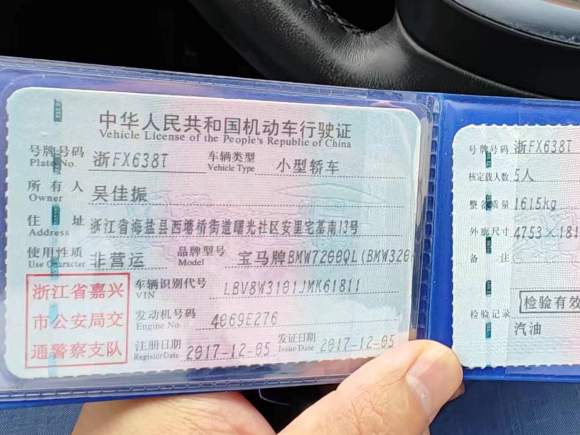 中华人民共和国机动车行驶证
Vehicle License of the People's Republic of China
号牌号码 浙FX638T 车辆类型 小型轿车
Plate No. Vehicle Type
所有人 吴佳振
Owner
住址 浙江省海盐县西塘桥街道曙光社区安里宅基南13号
Address
使用性质 非营运 品牌型号 宝马牌BMW7200QL(BMW320
Use Character Model
浙江省嘉兴
市公安局交
通警察支队
车辆识别代号 LBV8W3101JMK61811
VIN
发动机号码 4069E276
Engine No.
注册日期 2017-12-05 发证日期 2017-12-05
Register Date Issue Date
号牌号码 浙FX638T
核定载人数 5人
整备质量 1615kg
外廓尺寸 4753×181
备注
检验有效
检验记录
汽油